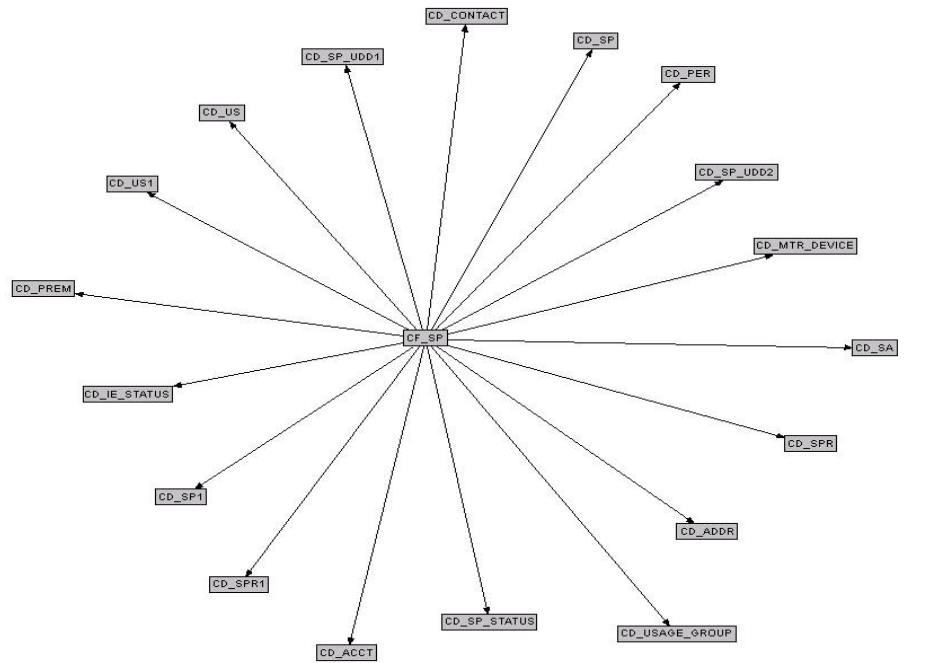 CD_CONTACT
CD_SP
CD_SP_UDD1
CD_PER
CD_US
CD_SP_UDD2
CD_US1
CD_MTR_DEVICE
CD_PREM
CF_SP
CD_SA
CD_IE_STATUS
CD_SPR
CD_SP1
CD_ADDR
CD_SPR1
CD_SP_STATUS
CD_USAGE_GROUP
CD_ACCT